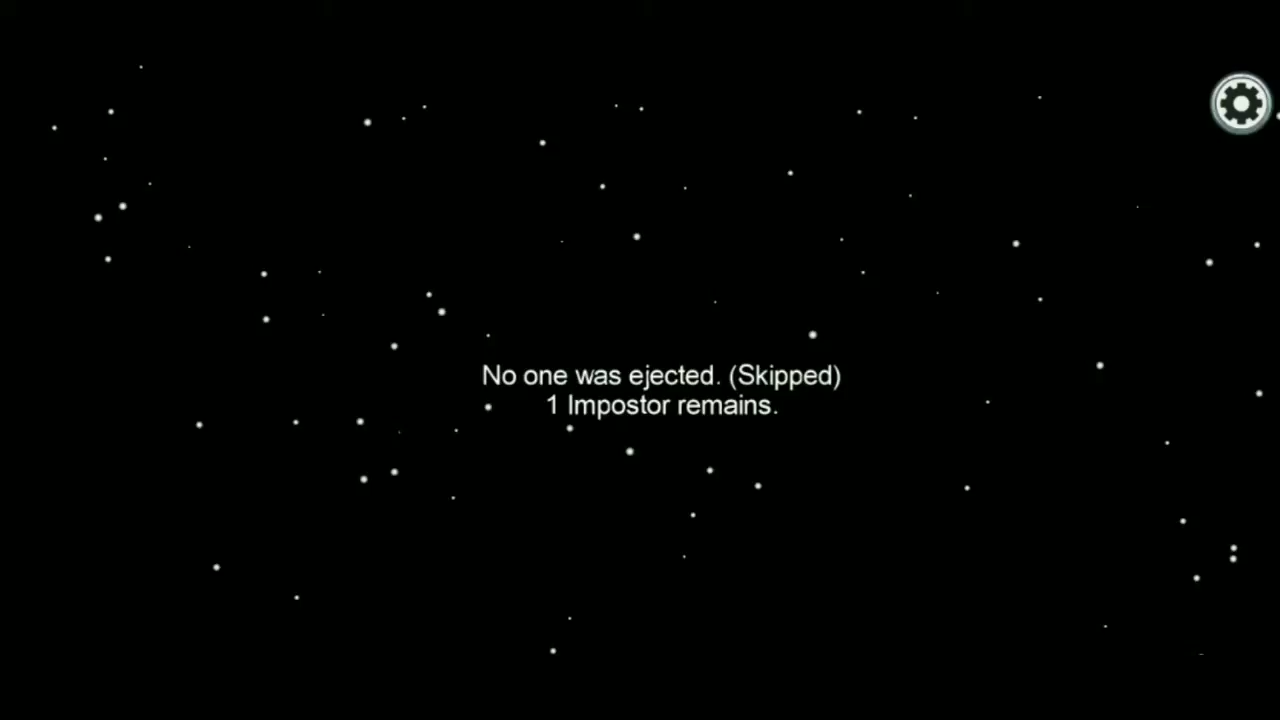 No one was ejected. (Skipped)
1 Impostor remains.